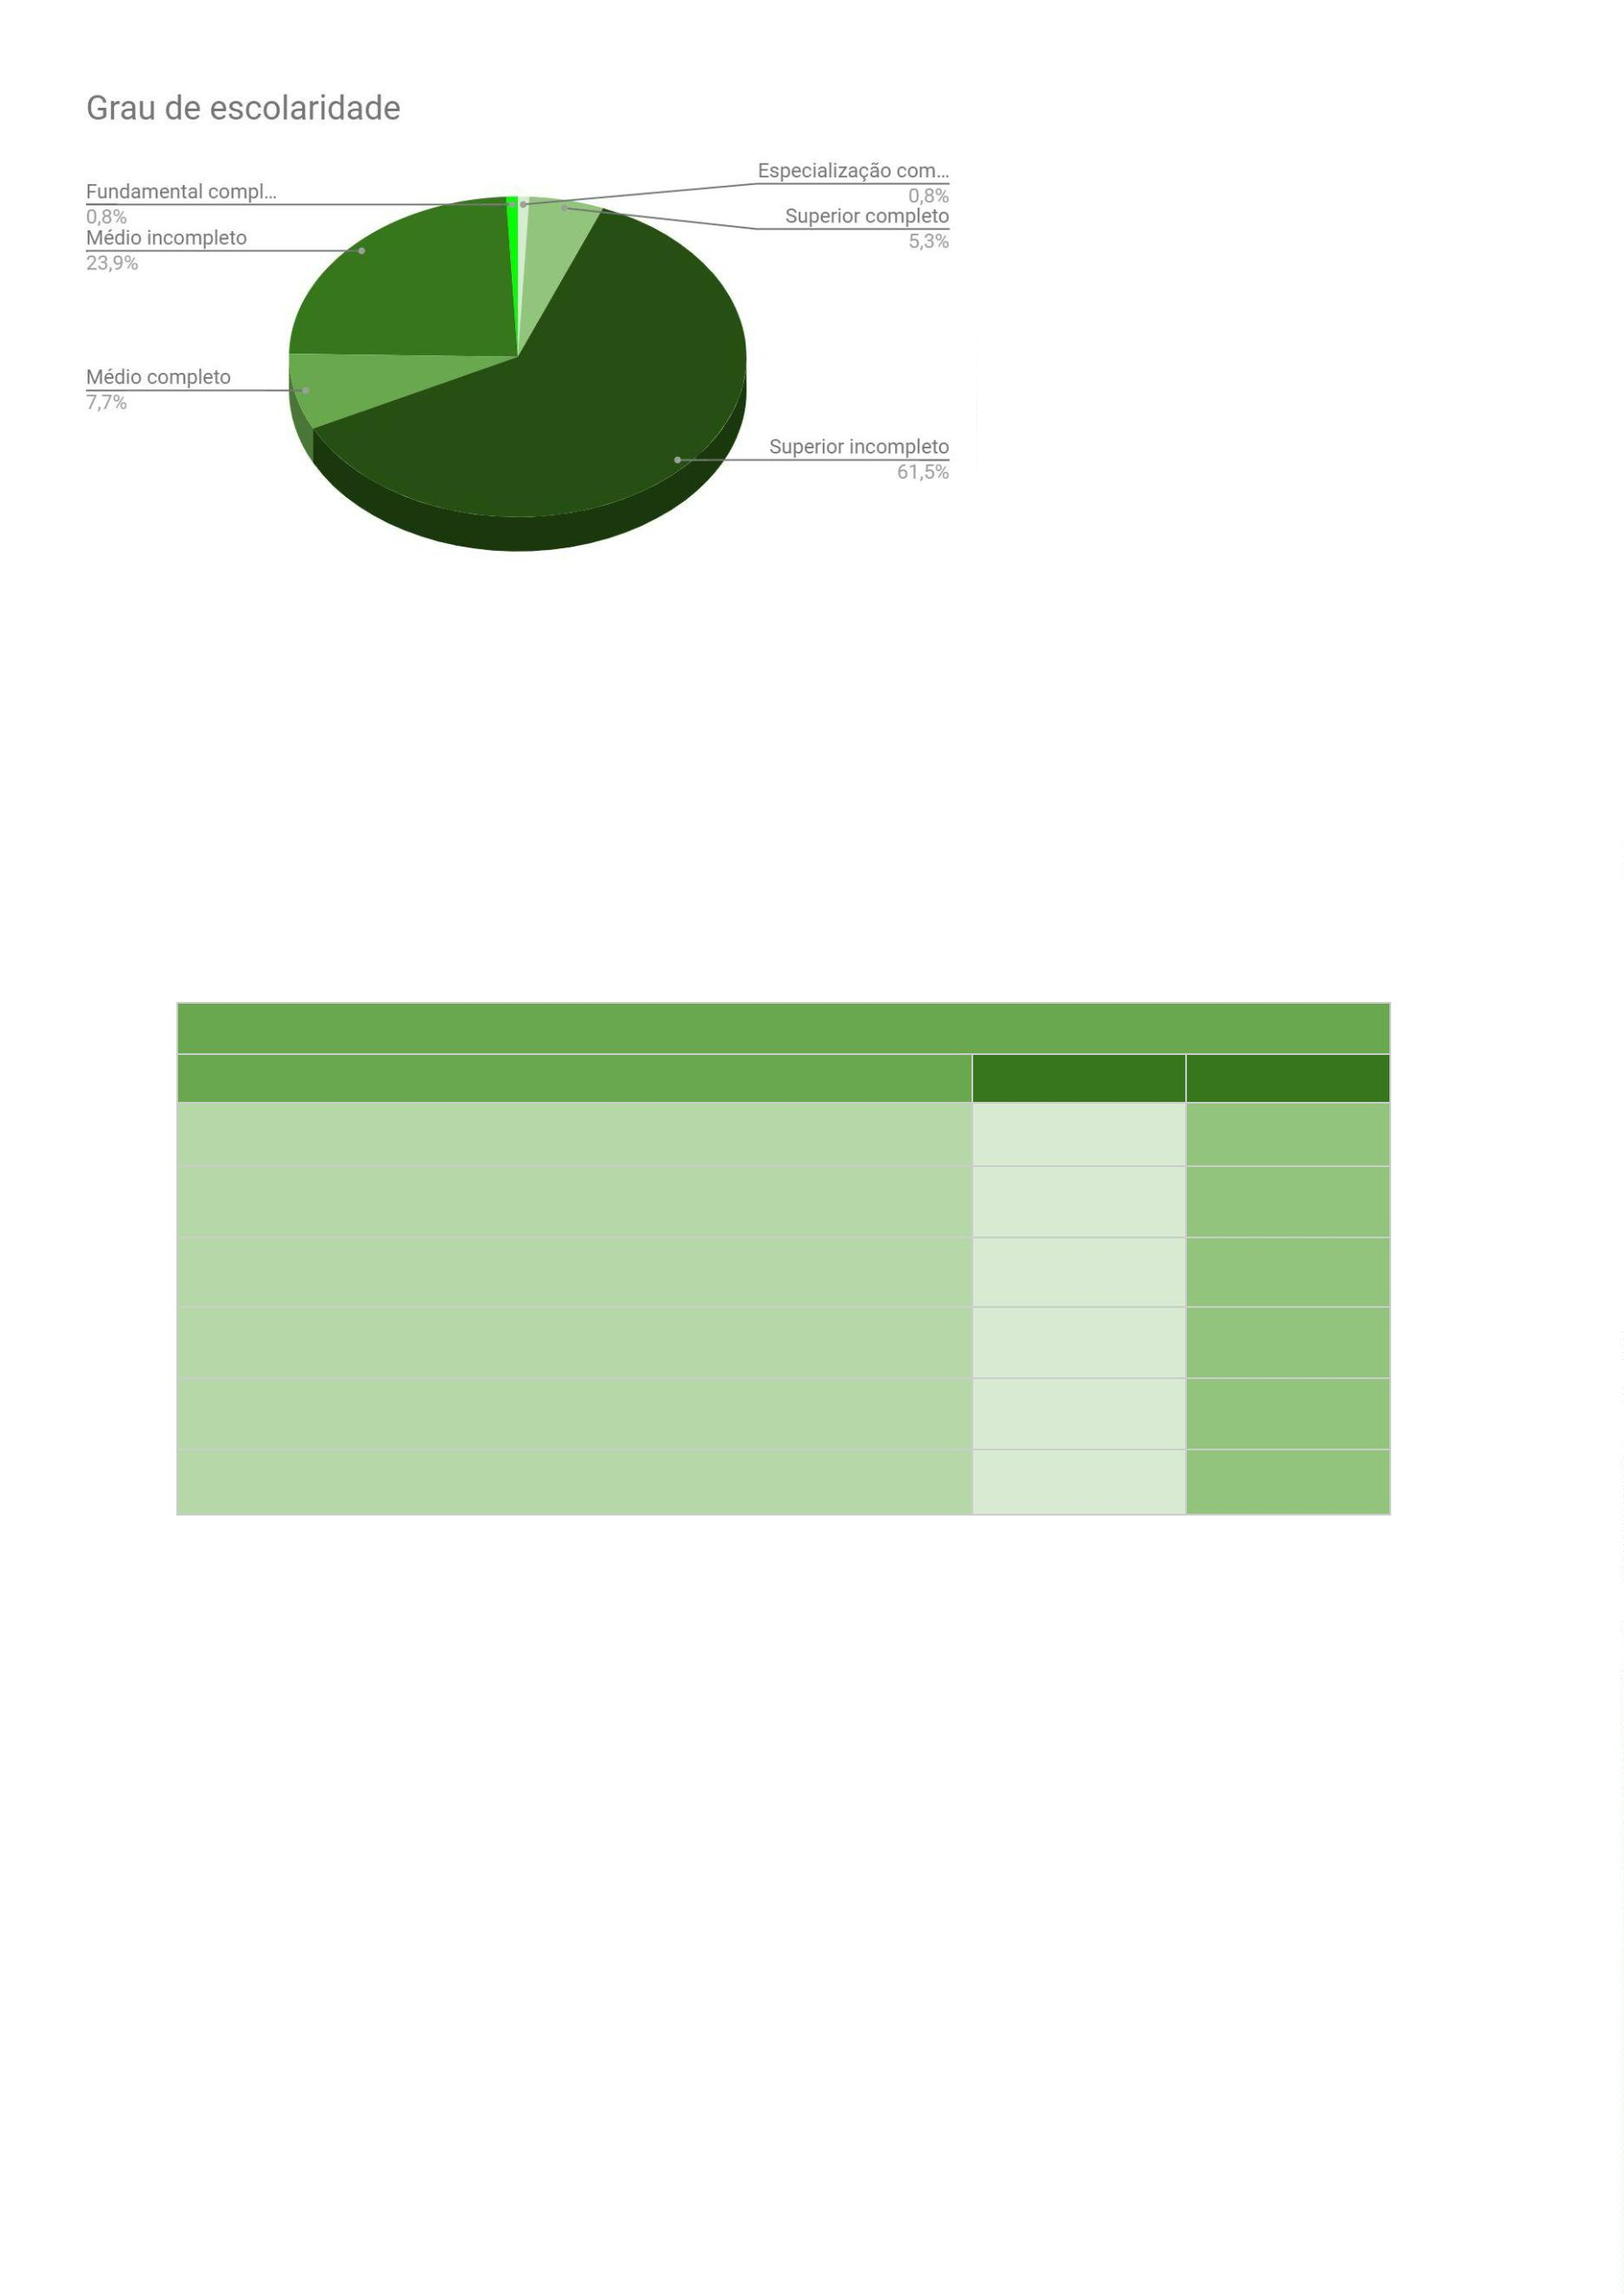 Grau de escolaridade
Especialização com...
0,8%
Fundamental compl...
0,8%
Superior completo
5,3%
Médio incompleto
23,9%
Médio completo
7,7%
Superior incompleto
61,5%